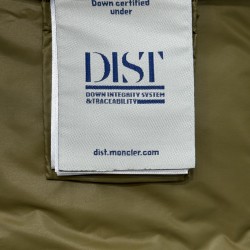 Down certified
under
DIST
DOWN INTEGRITY SYSTEM
&TRACEABILITY
dist.moncler.com